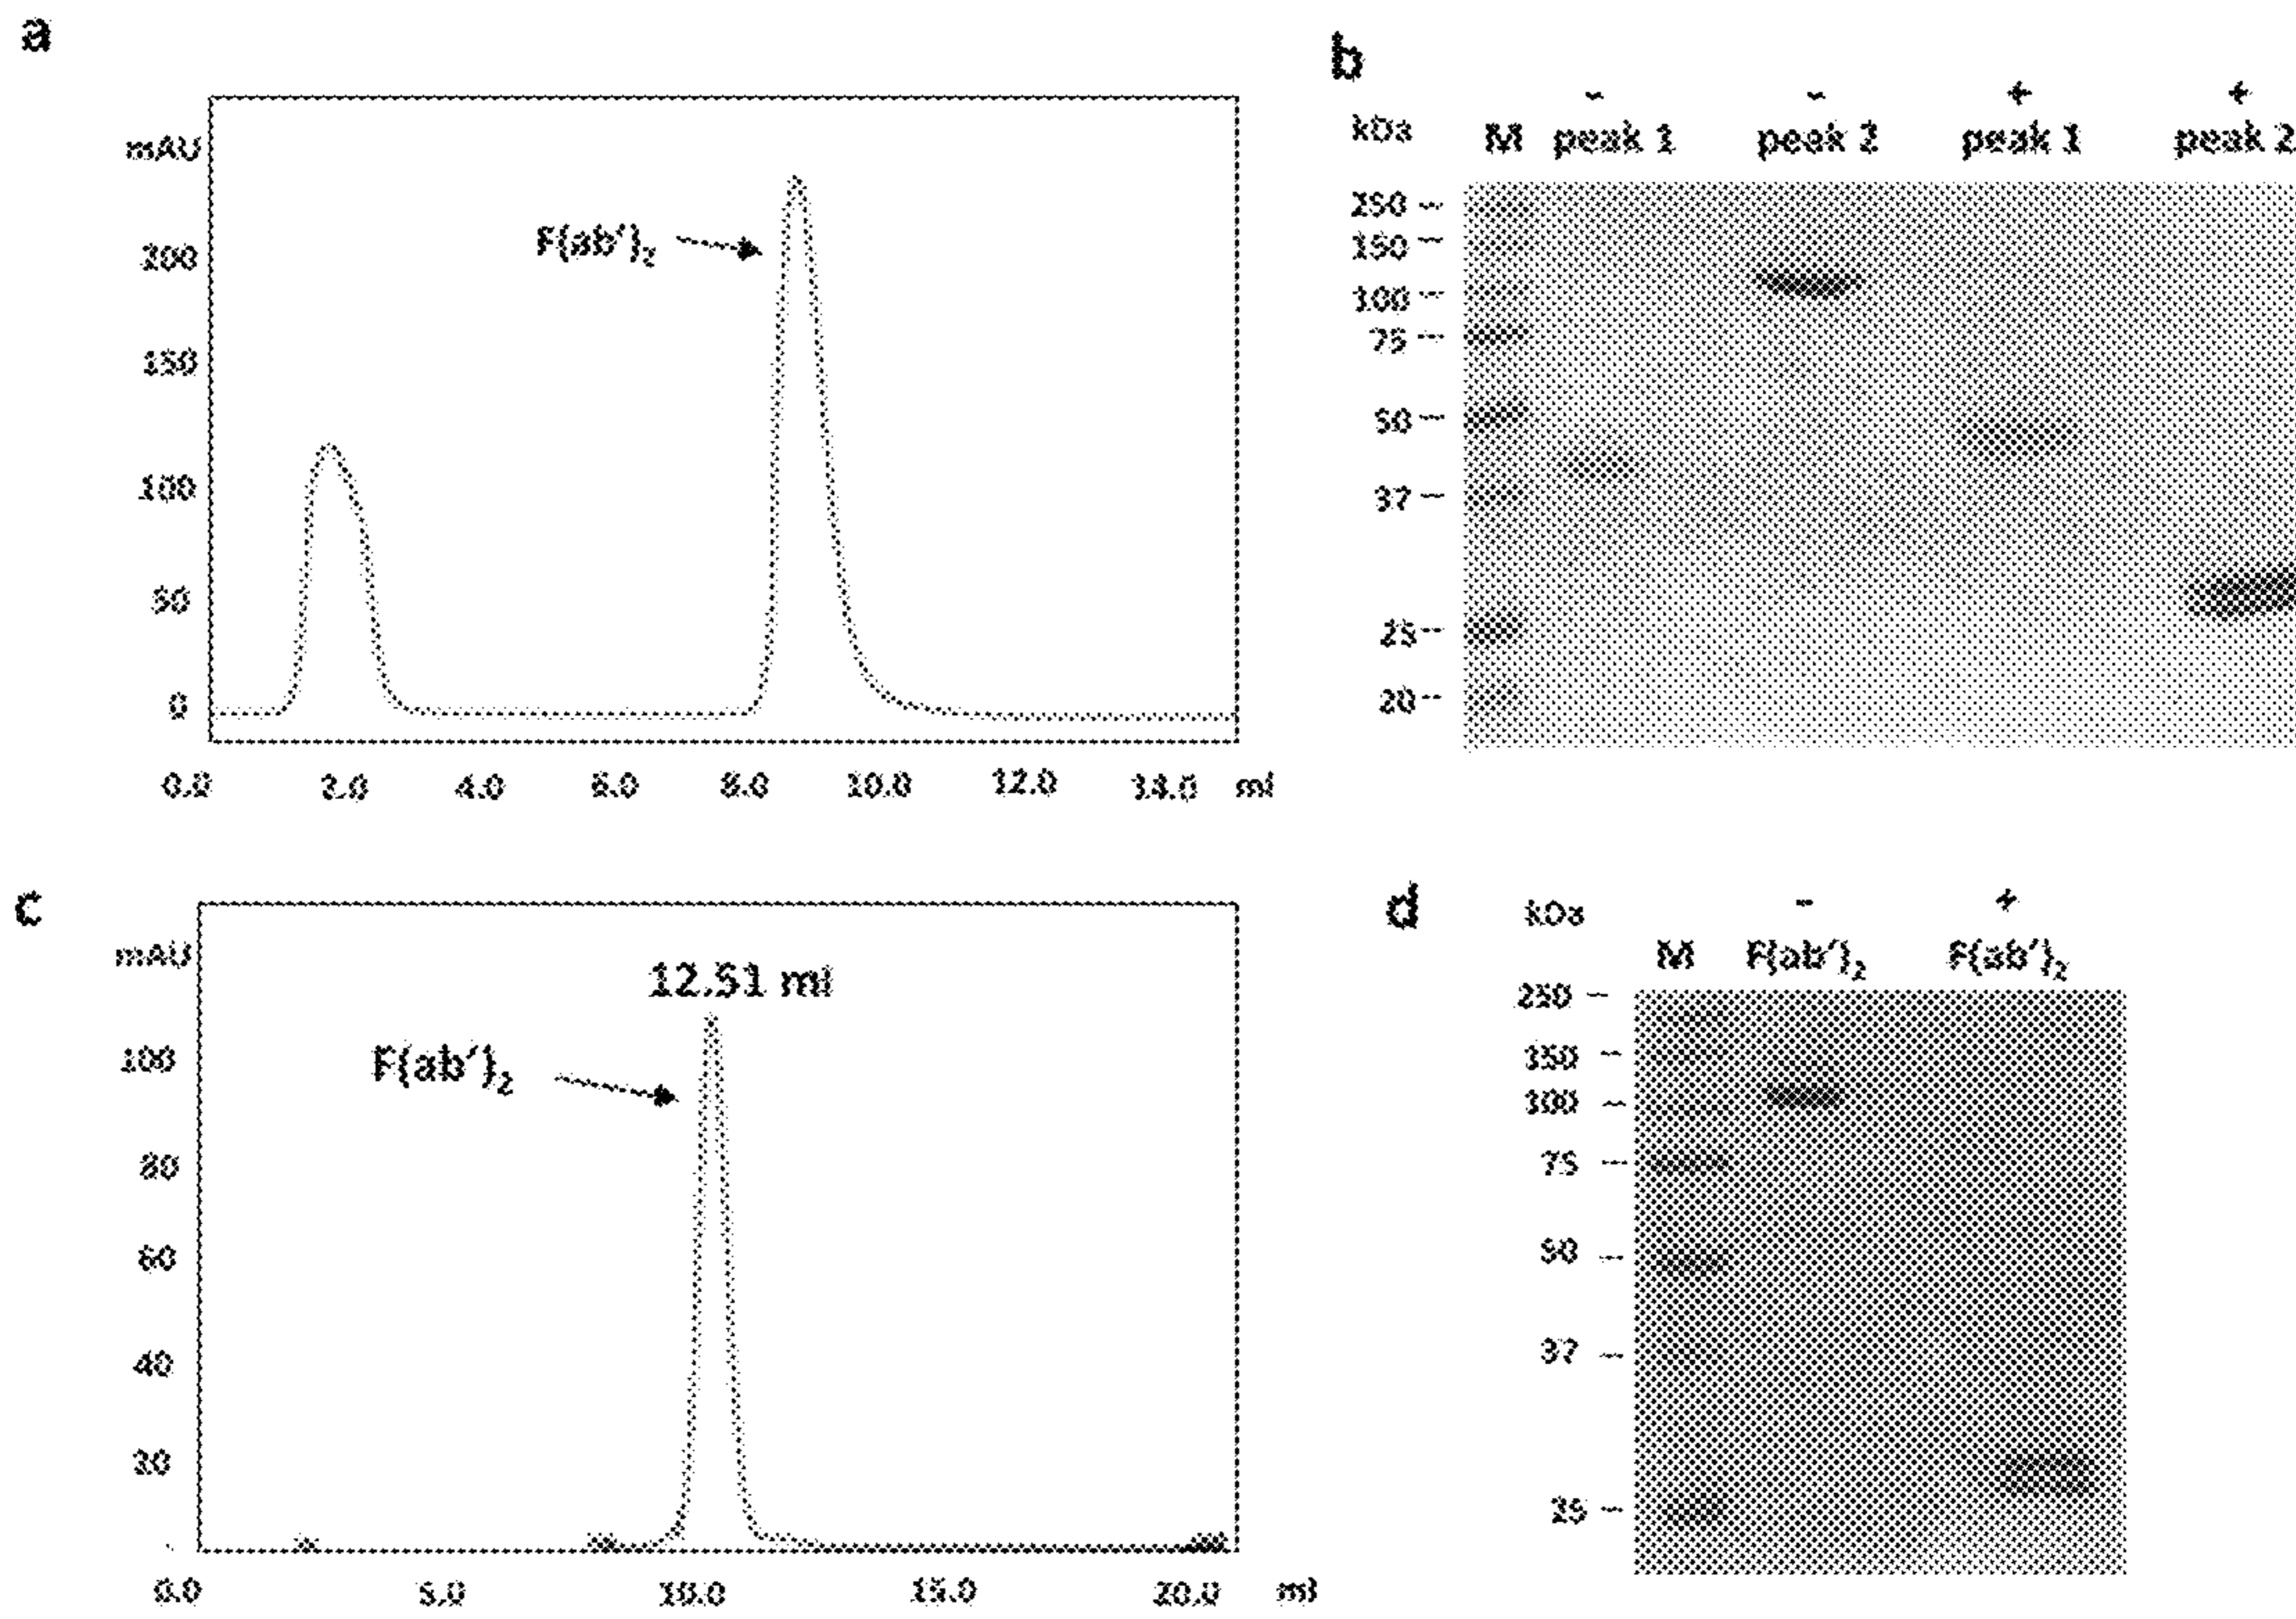 a
mAU
200
150
100
50
0
F(ab')₂
0.0 2.0 4.0 6.0 8.0 10.0 12.0 14.0 ml
b
- - + +
kDa M peak 1 peak 2 peak 1 peak 2
250
150
100
75
50
37
25
20
c
mAU
100
80
60
40
20
12.51 ml
F(ab')₂
0.0 5.0 10.0 15.0 20.0 ml
d
- +
kDa
M F(ab')₂ F(ab')₂
250
150
100
75
50
37
25